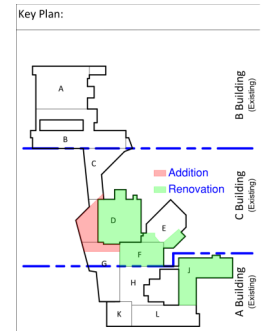 Key Plan:
A
B
B Building
(Existing)
C
Addition
Renovation
C Building
(Existing)
D
E
F
G
J
H
A Building
(Existing)
K
L